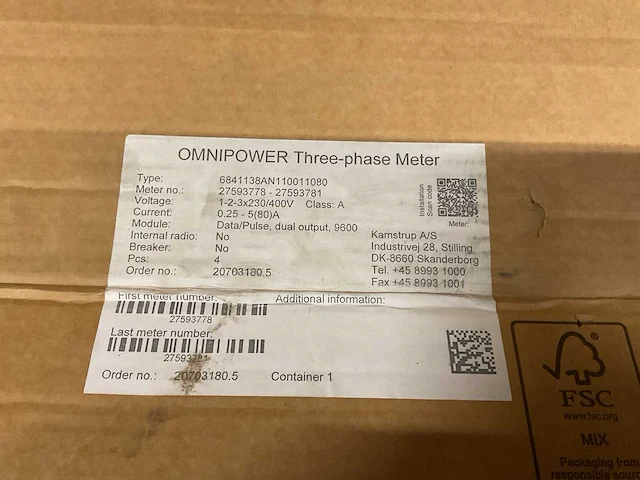 OMNIPOWER Three-phase Meter
Type: 6841138AN110011080
Meter no.: 27593778 - 27593781
Voltage: 1-2-3x230/400V Class: A
Current: 0.25 - 5(80)A
Module: Data/Pulse, dual output, 9600
Internal radio: No
Breaker: No
Pcs: 4
Order no.: 20703180.5
Installation
Scan code
Meter:
Kamstrup A/S
Industrivej 28, Stilling
DK-8660 Skanderborg
Tel. +45 8993 1000
Fax +45 8993 1001
First meter number:
27593778
Additional information:
Last meter number:
27593781
Order no.: 20703180.5 Container 1
FSC
www.fsc.org
MIX
Packaging from
responsible sour